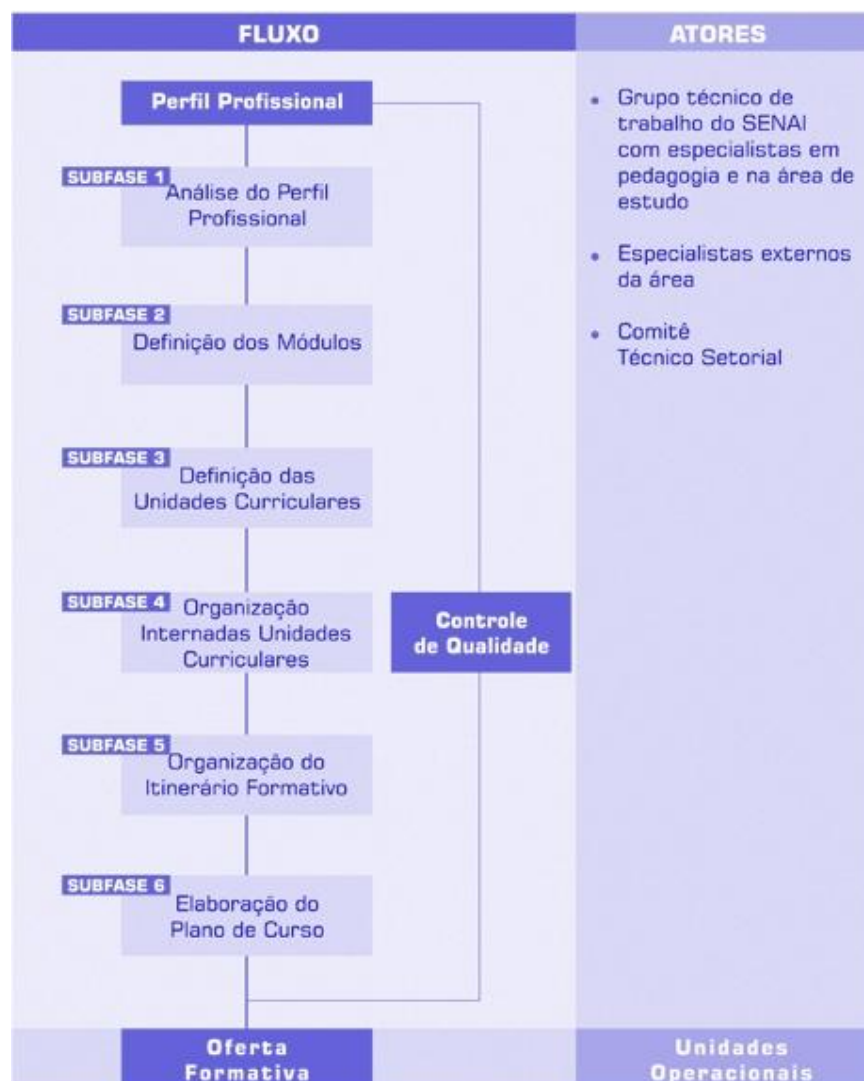 FLUXO
Perfil Profissional
SUBFASE 1
Análise do Perfil
Profissional
SUBFASE 2
Definição dos Módulos
SUBFASE 3
Definição das
Unidades Curriculares
SUBFASE 4
Organização
Internadas Unidades
Curriculares
Controle
de Qualidade
SUBFASE 5
Organização do
Itinerário Formativo
SUBFASE 6
Elaboração do
Plano de Curso
Oferta
Formativa
ATORES
• Grupo técnico de
trabalho do SENAI
com especialistas em
pedagogia e na área de
estudo
• Especialistas externos
da área
• Comitê
Técnico Setorial
Unidades
Operacionais